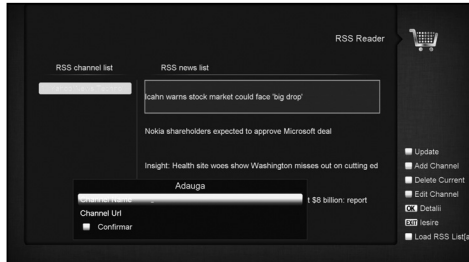 RSS Reader
RSS channel list
RSS news list
Icahn warns stock market could face 'big drop'
Nokia shareholders expected to approve Microsoft deal
Insight: Health site woes show Washington misses out on cutting ed
t $8 billion: report
Adauga
Channel Name
Channel Url
Confirmar
Update
Add Channel
Delete Current
Edit Channel
OK Detalii
EXIT Iesire
Load RSS List[a